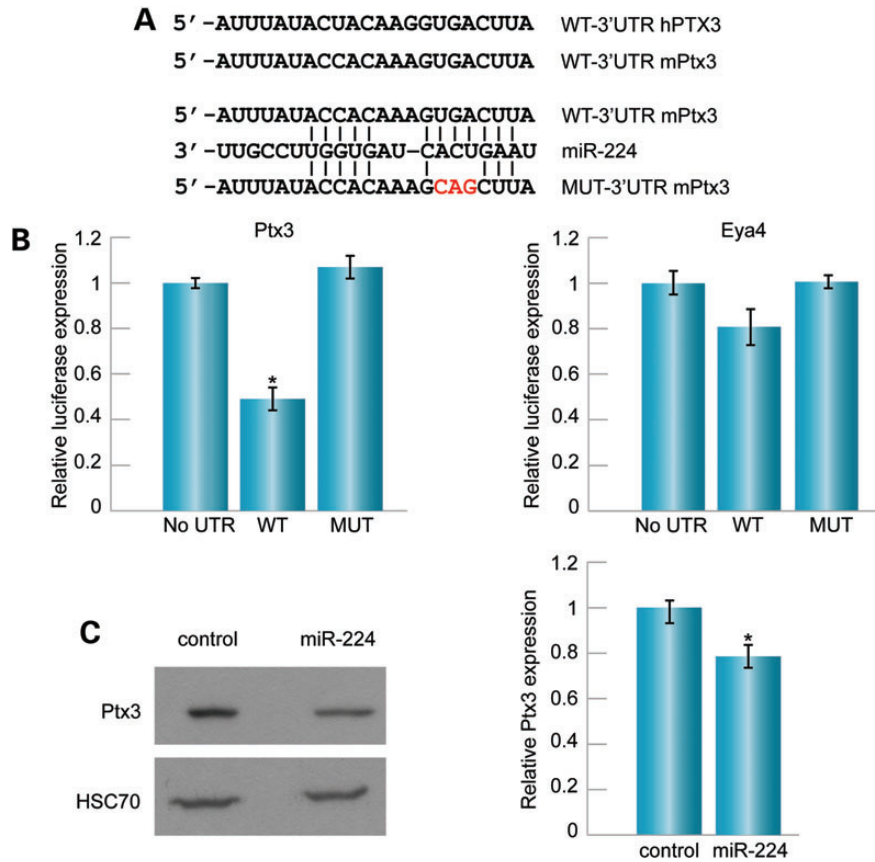 A
5'-AUUUAUACUACAAGGUGACUUA WT-3'UTR hPTX3
5'-AUUUAUACCACAAAGUGACUUA WT-3'UTR mPtx3
5'-AUUUAUACCACAAAGUGACUUA WT-3'UTR mPtx3
3'-UUGCCUUGGUGAU-CACUGAAU miR-224
5'-AUUUAUACCACAAAGCAGCUUA MUT-3'UTR mPtx3
B
Ptx3
Relative luciferase expression
1.2
1
0.8
0.6
0.4
0.2
0
*
No UTR WT MUT
Eya4
Relative luciferase expression
1.2
1
0.8
0.6
0.4
0.2
0
No UTR WT MUT
C
control miR-224
Ptx3
HSC70
Relative Ptx3 expression
1.2
1
0.8
0.6
0.4
0.2
0
*
control miR-224